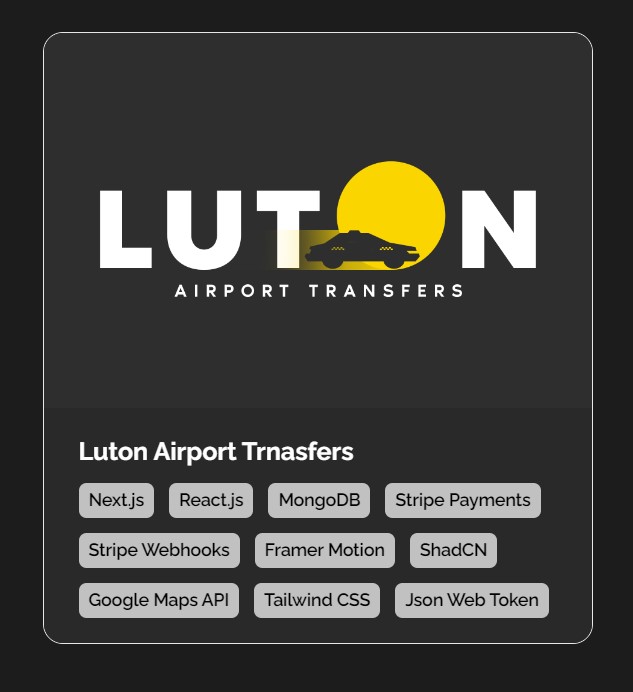 LUTON
AIRPORT TRANSFERS
Luton Airport Trnasfers
Next.js React.js MongoDB Stripe Payments
Stripe Webhooks Framer Motion ShadCN
Google Maps API Tailwind CSS Json Web Token